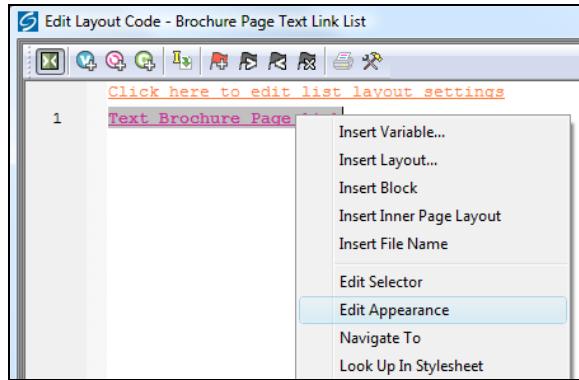 Edit Layout Code - Brochure Page Text Link List
Click here to edit list layout settings
1 Text Brochure Page
Insert Variable...
Insert Layout...
Insert Block
Insert Inner Page Layout
Insert File Name
Edit Selector
Edit Appearance
Navigate To
Look Up In Stylesheet